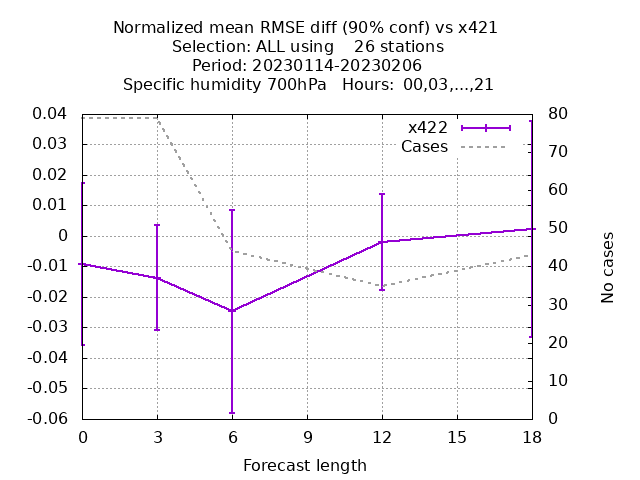 Normalized mean RMSE diff (90% conf) vs x421
Selection: ALL using    26 stations
Period: 20230114-20230206
Specific humidity 700hPa   Hours:  00,03,...,21
x422
Cases
0.04
0.03
0.02
0.01
0
-0.01
-0.02
-0.03
-0.04
-0.05
-0.06
80
70
60
50
40
30
20
10
0
No cases
0 3 6 9 12 15 18
Forecast length